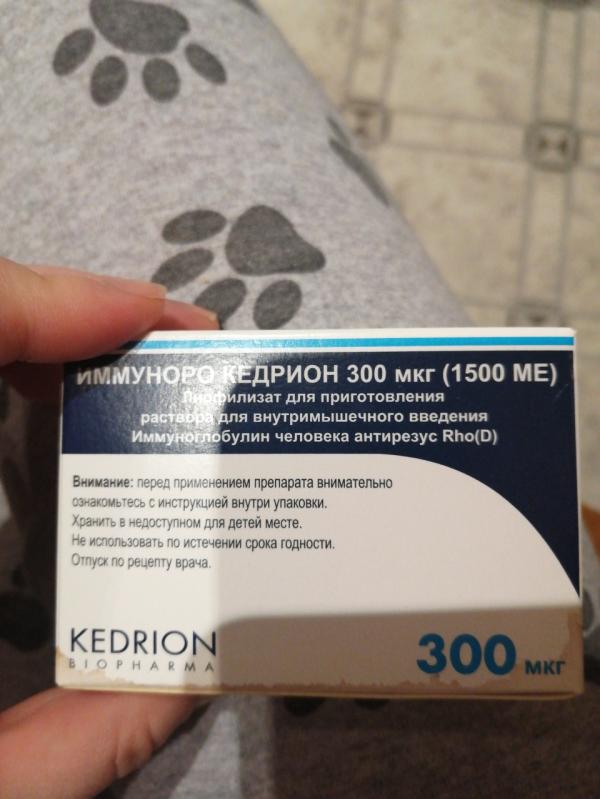 ИММУНОРО КЕДРИОН 300 мкг (1500 МЕ)
Лиофилизат для приготовления
раствора для внутримышечного введения
Иммуноглобулин человека антирезус Rho(D)
Внимание: перед применением препарата внимательно
ознакомьтесь с инструкцией внутри упаковки.
Хранить в недоступном для детей месте.
Не использовать по истечении срока годности.
Отпуск по рецепту врача.
KEDRION
BIOPHARMA
300 мкг